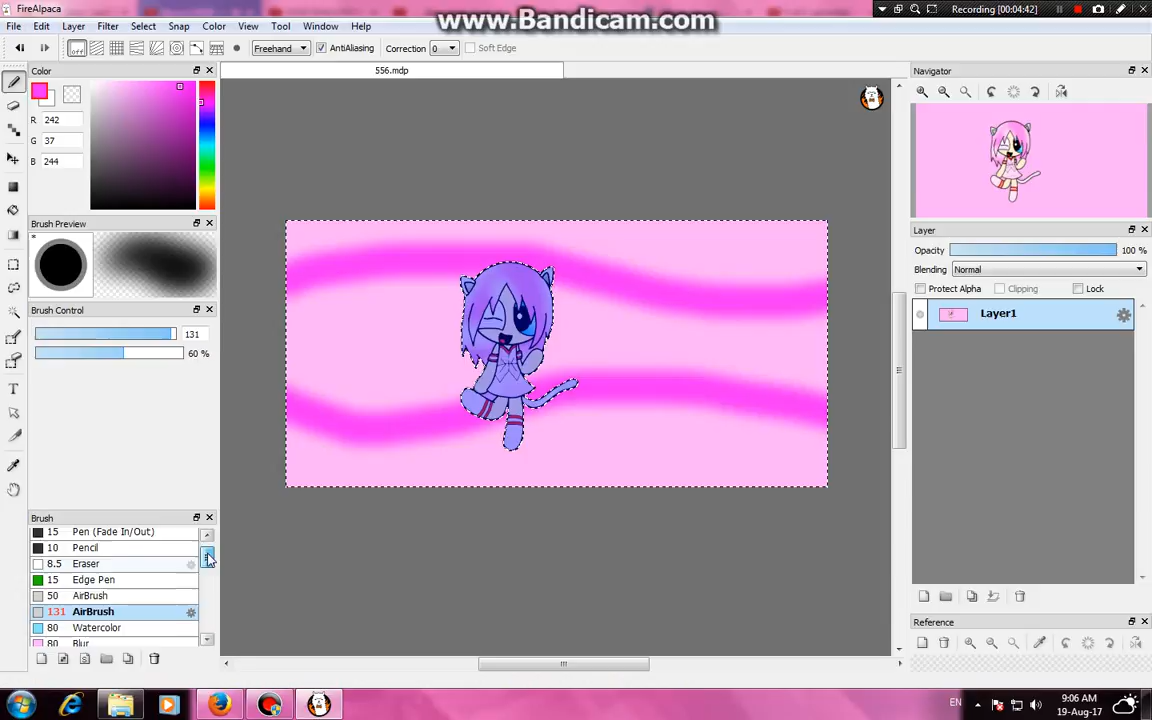 FireAlpaca
www.Bandicam.com
Recording [00:04:42]
File Edit Layer Filter Select Snap Color View Tool Window Help
off Freehand AntiAliasing Correction 0 Soft Edge
Color
556.mdp
Navigator
R 242
G 37
B 244
Brush Preview
Layer
*
Opacity 100 %
Blending Normal
Protect Alpha Clipping Lock
Brush Control
Layer1
131
60 %
Brush
15 Pen (Fade In/Out)
10 Pencil
8.5 Eraser
15 Edge Pen
50 AirBrush
131 AirBrush
80 Watercolor
80 Blur
Reference
EN
9:06 AM
19-Aug-17